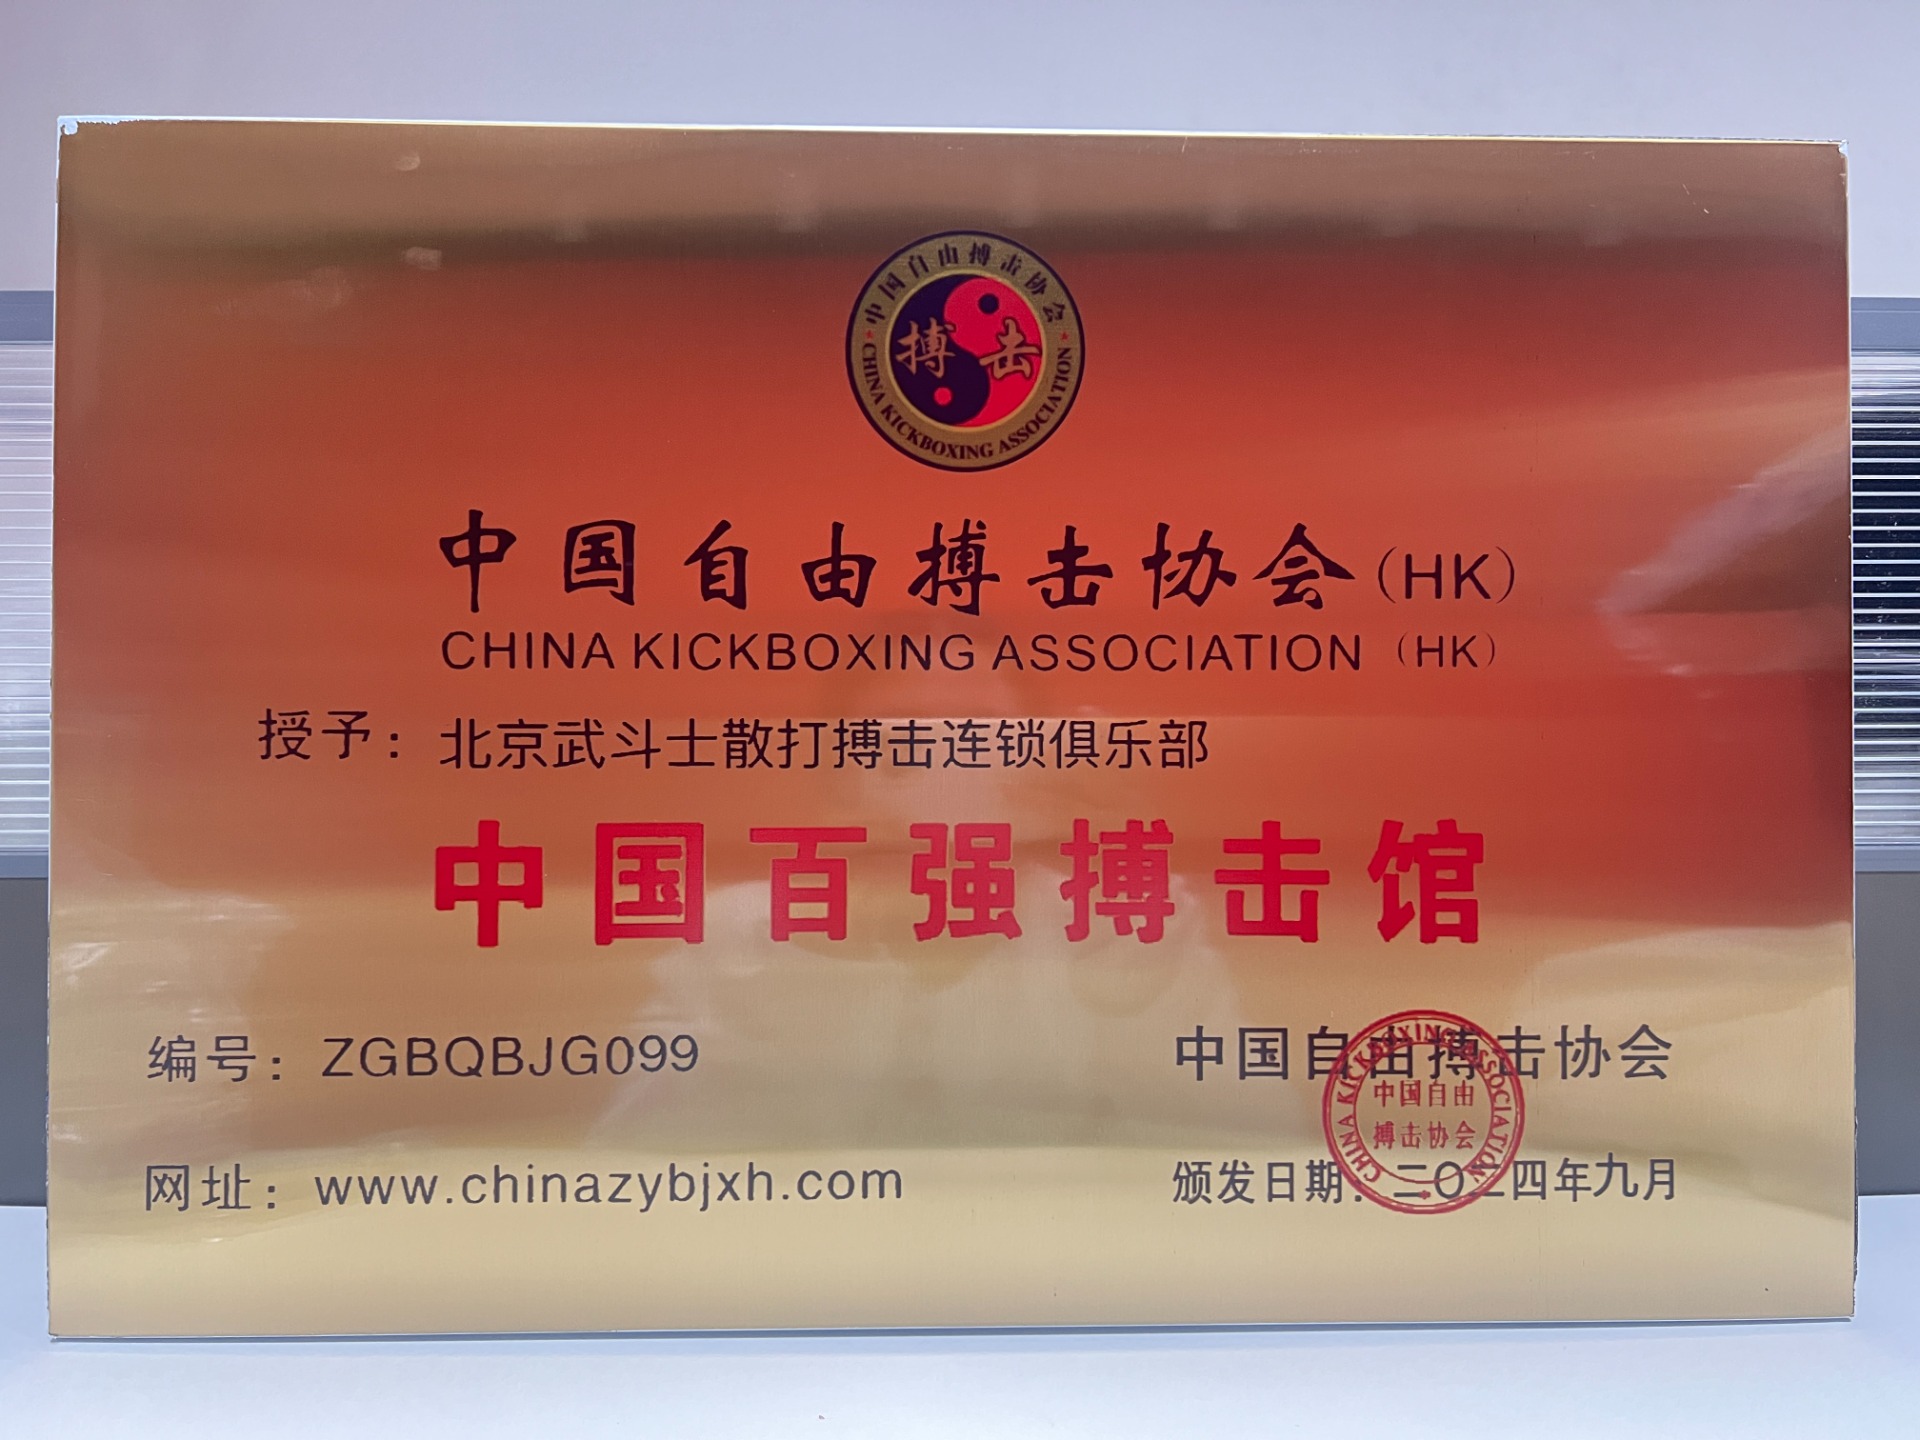 中国自由搏击协会
搏击
CHINA KICKBOXING ASSOCIATION
中国自由搏击协会(HK)
CHINA KICKBOXING ASSOCIATION (HK)
授予：北京武斗士散打搏击连锁俱乐部
中国百强搏击馆
编号：ZGBQBJG099
中国自由搏击协会
CHINA KICKBOXING ASSOCIATION
中国自由
搏击协会
网址：www.chinazybjxh.com
颁发日期：二〇二四年九月